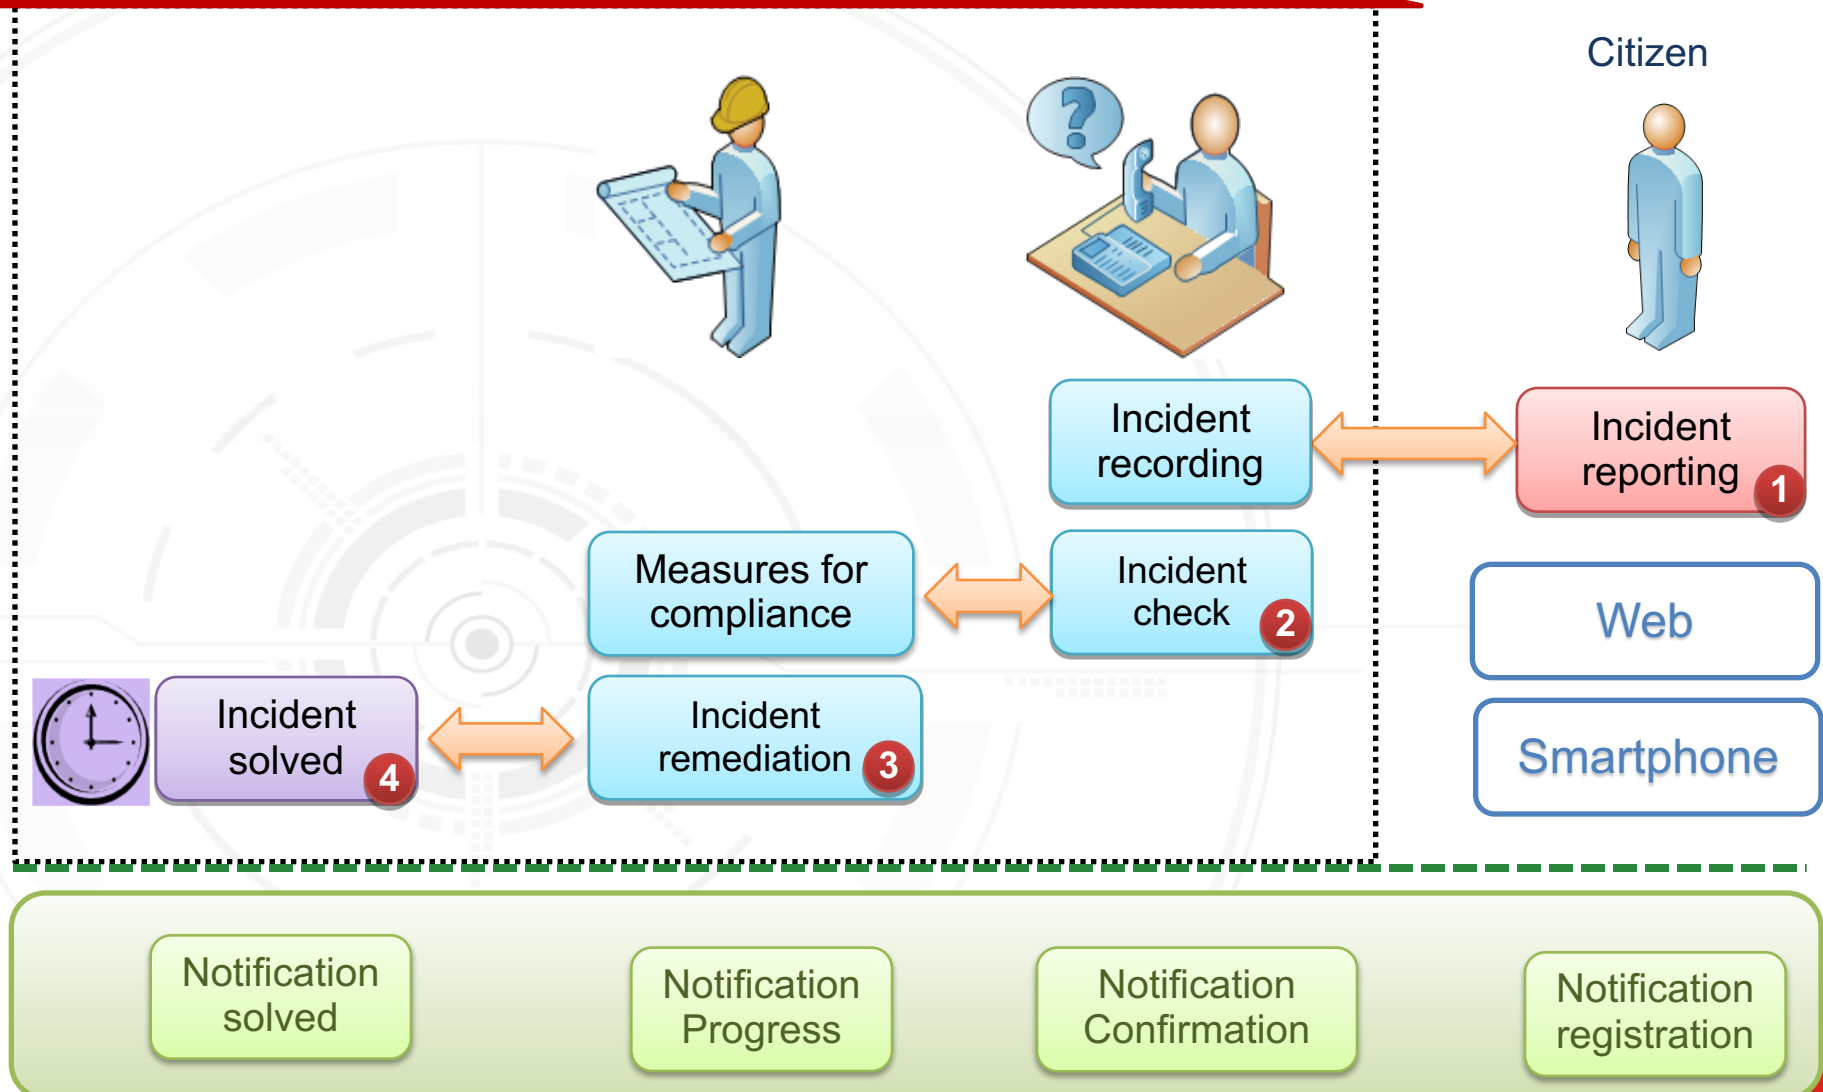 Citizen
?
Incident
recording
Incident
reporting
1
Measures for
compliance
Incident
check
2
Web
Incident
solved
4
Incident
remediation
3
Smartphone
Notification
solved
Notification
Progress
Notification
Confirmation
Notification
registration